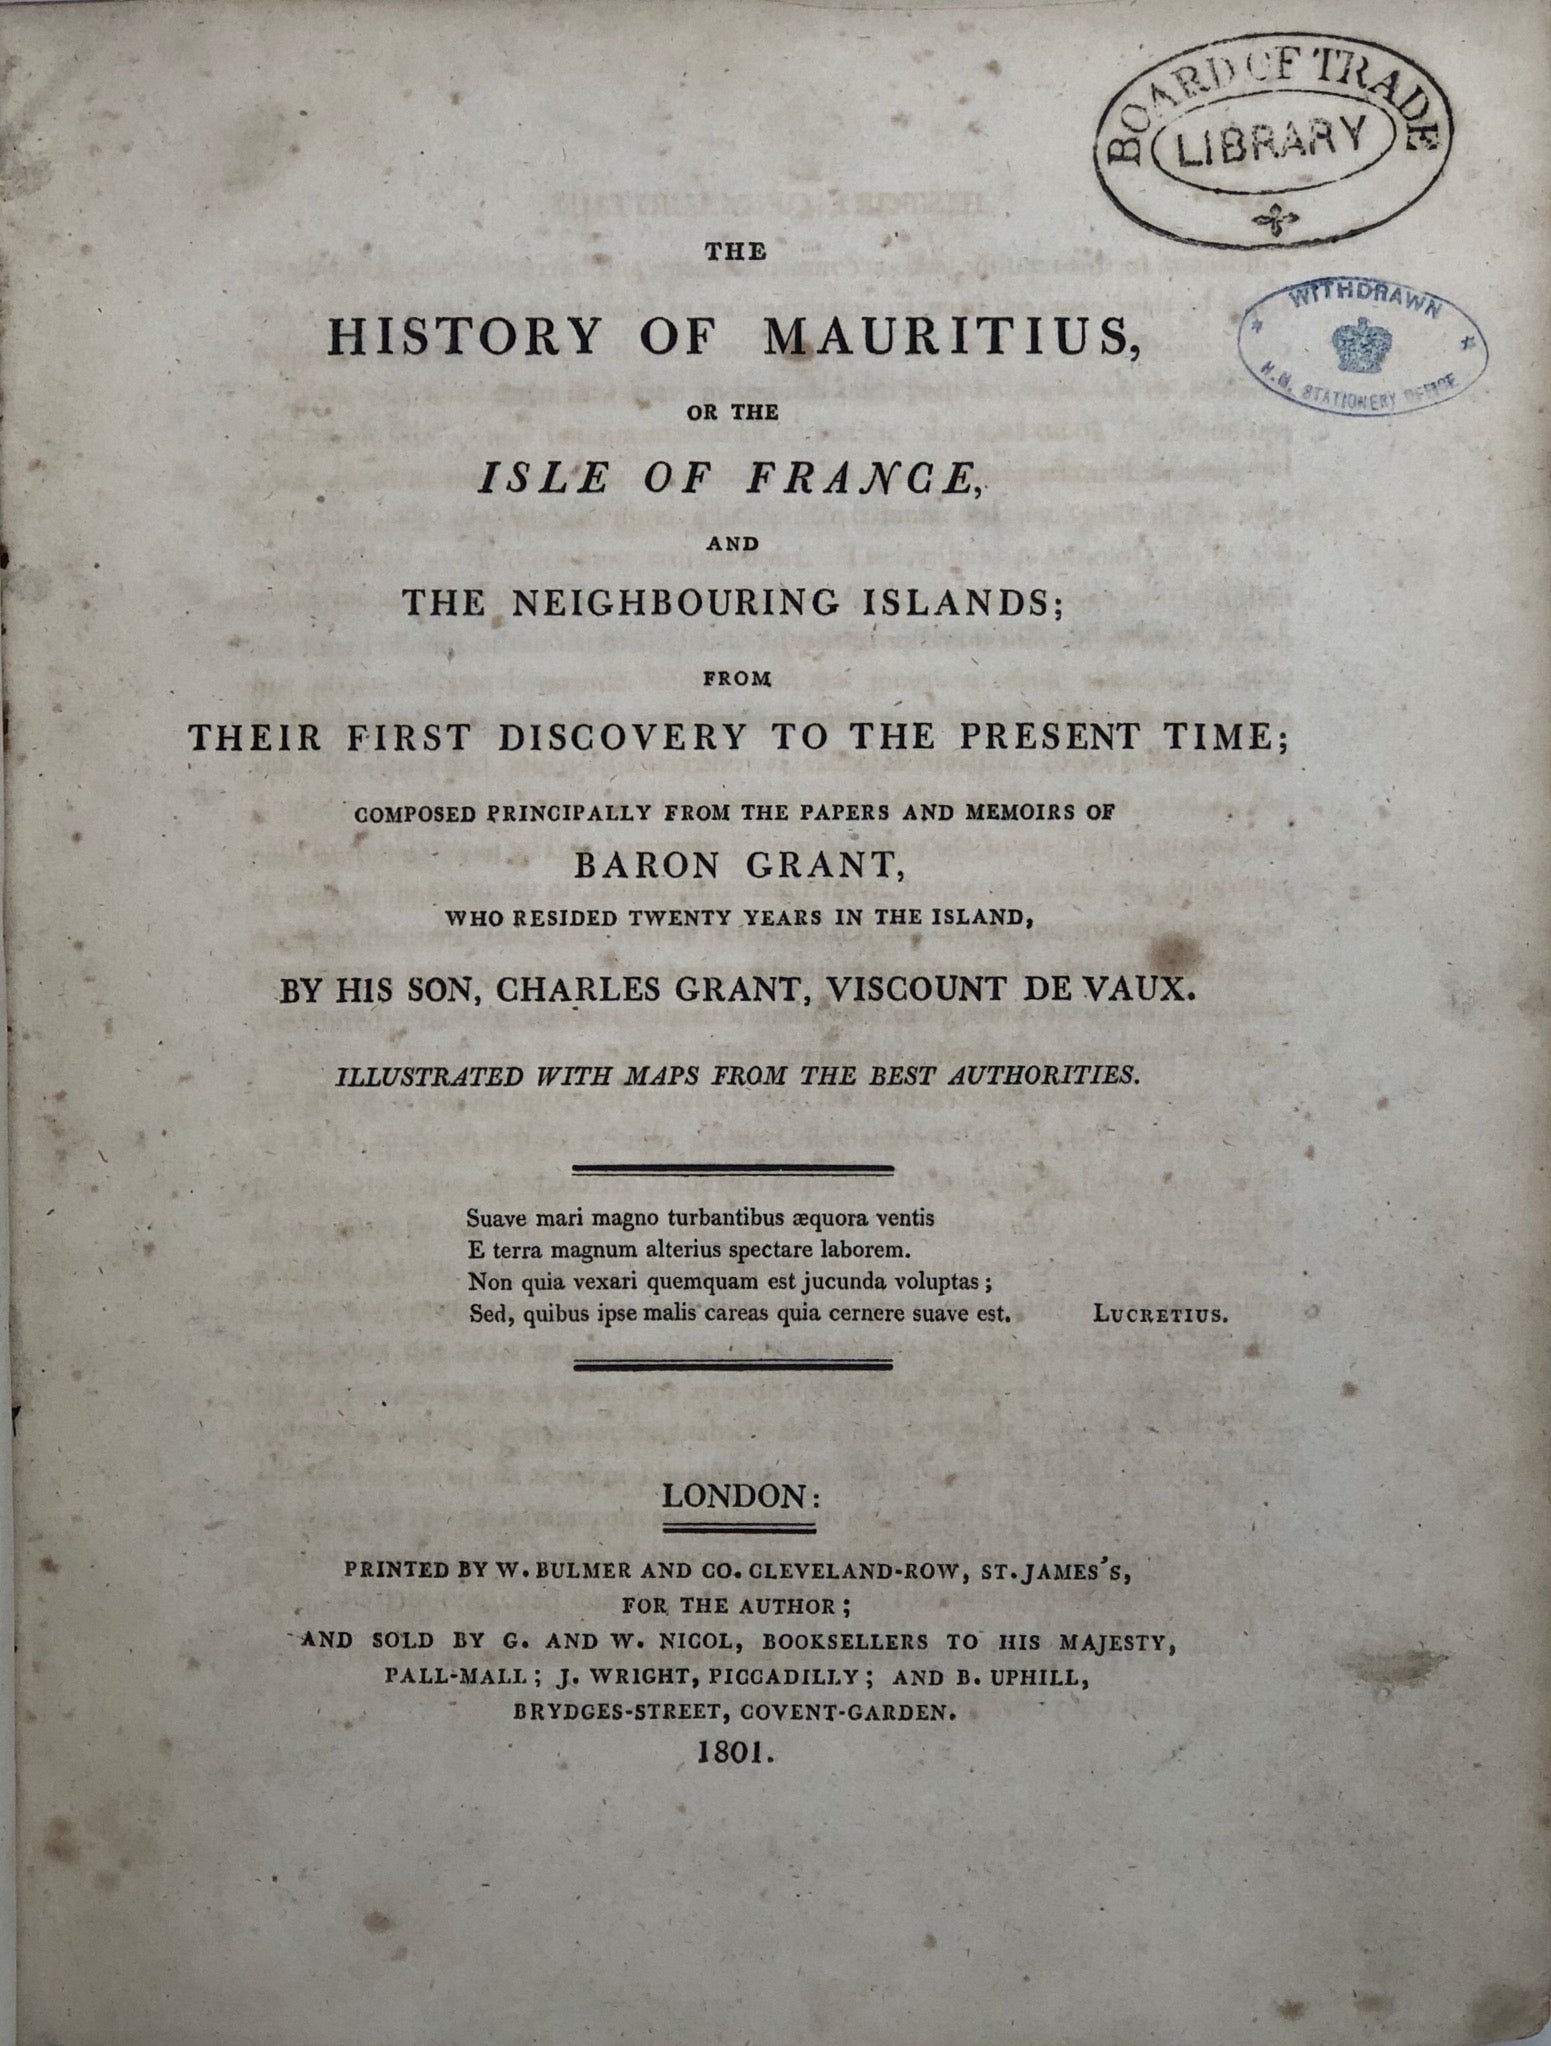 BOARD OF TRADE
LIBRARY
WITHDRAWN
H.M. STATIONERY OFFICE
THE
HISTORY OF MAURITIUS,
OR THE
ISLE OF FRANCE,
AND
THE NEIGHBOURING ISLANDS;
FROM
THEIR FIRST DISCOVERY TO THE PRESENT TIME;
COMPOSED PRINCIPALLY FROM THE PAPERS AND MEMOIRS OF
BARON GRANT,
WHO RESIDED TWENTY YEARS IN THE ISLAND,
BY HIS SON, CHARLES GRANT, VISCOUNT DE VAUX.
ILLUSTRATED WITH MAPS FROM THE BEST AUTHORITIES.
Suave mari magno turbantibus æquora ventis
E terra magnum alterius spectare laborem.
Non quia vexari quemquam est jucunda voluptas;
Sed, quibus ipse malis careas quia cernere suave est. LUCRETIUS.
LONDON:
PRINTED BY W. BULMER AND CO. CLEVELAND-ROW, ST. JAMES'S,
FOR THE AUTHOR;
AND SOLD BY G. AND W. NICOL, BOOKSELLERS TO HIS MAJESTY,
PALL-MALL; J. WRIGHT, PICCADILLY; AND B. UPHILL,
BRYDGES-STREET, COVENT-GARDEN.
1801.